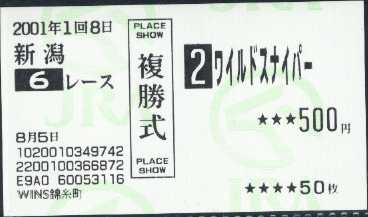 2001年1回8日
新潟
6レース
8月5日
1020010349742
2200100366872
E9A0 60053116
WINS錦糸町
PLACE
SHOW
複勝式
PLACE
SHOW
2 ワイルドスナイパー
★★★500円
★★★★50枚
JRA